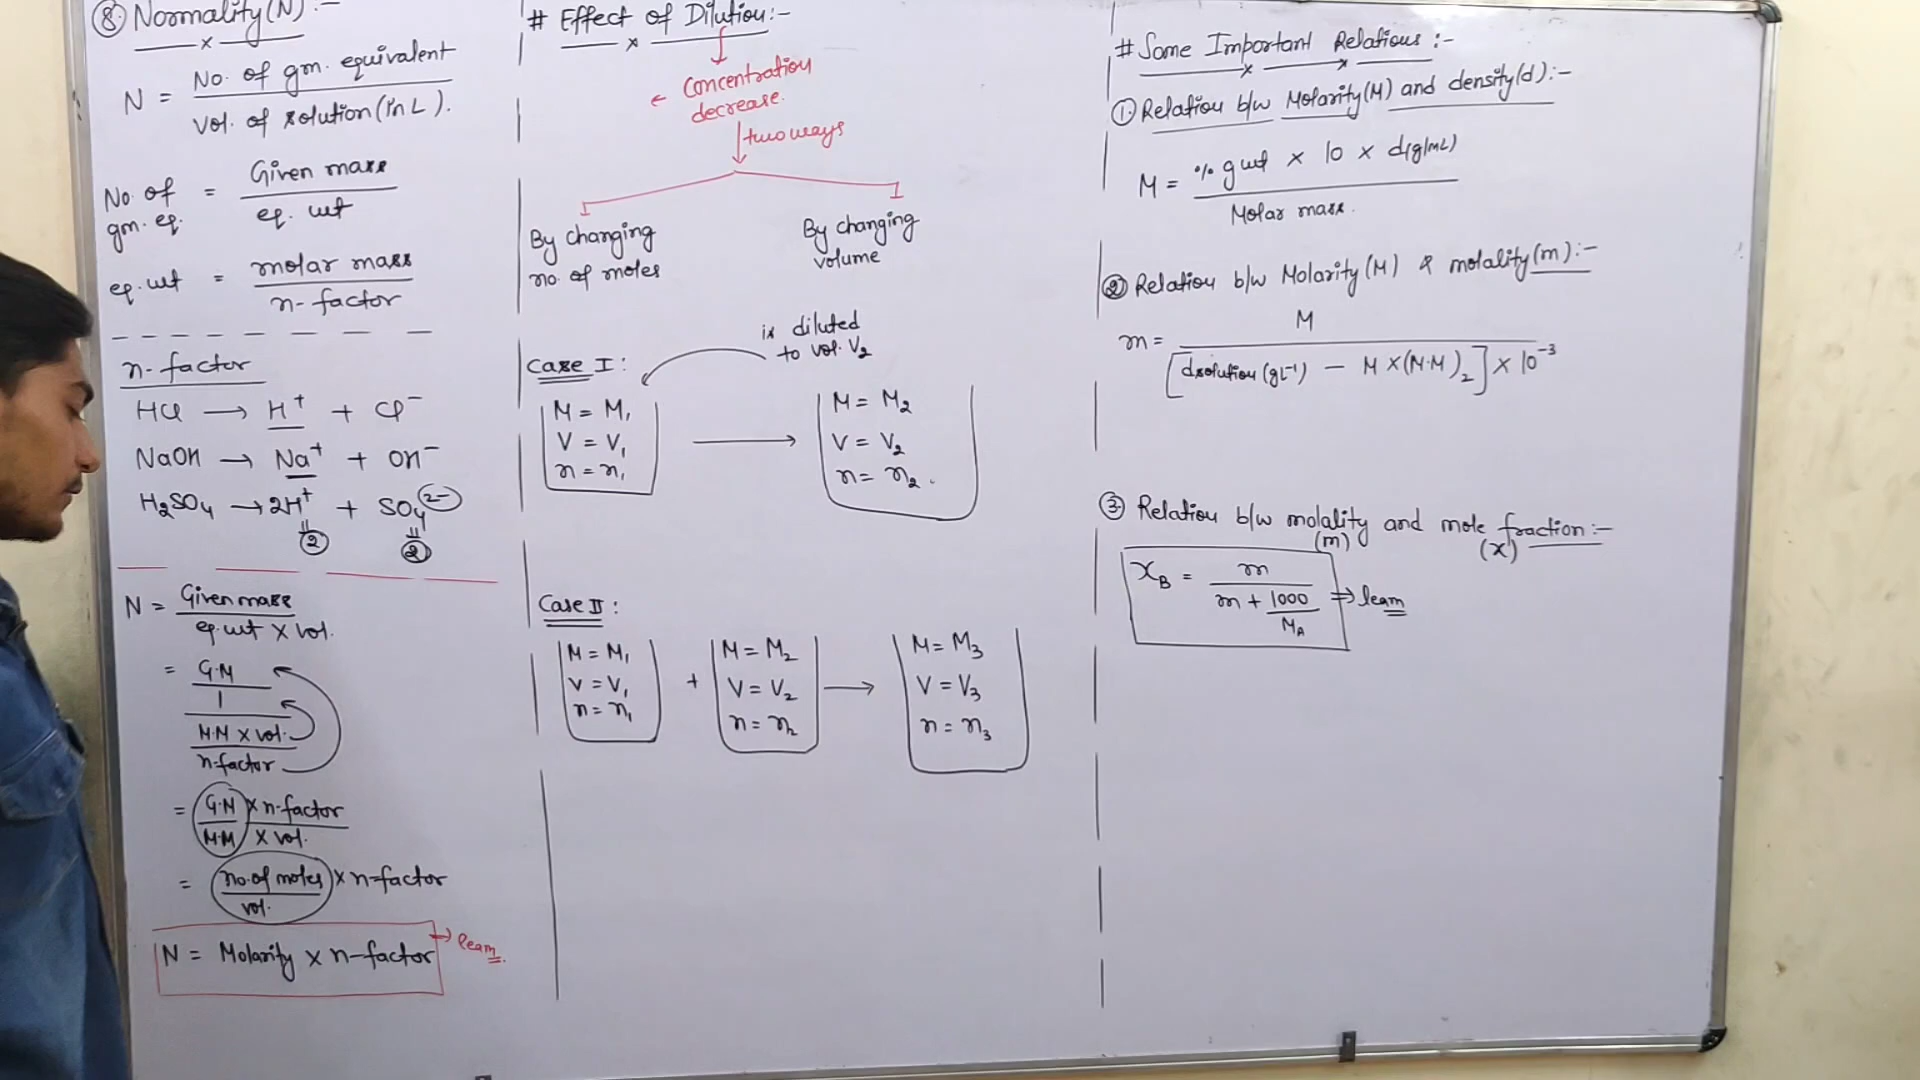 ⑧ Normality(N) :-
N = No. of gm. equivalent
Vol. of solution (in L).
No. of gm. eq. = Given mass
eq. wt
eq. wt = molar mass
n-factor
n-factor
HCl → H⁺ + Cl⁻
NaOH → Na⁺ + OH⁻
H₂SO₄ → 2H⁺ + SO₄²⁻
② ②
N = Given mass
eq. wt × vol.
= G.M
1
M.M × vol.
n-factor
= G.M × n-factor
M.M × vol.
= no. of moles × n-factor
vol.
N = Molarity × n-factor → learn
# Effect of Dilution:-
Concentration
decrease.
two ways
By changing
no. of moles
By changing
volume
is diluted
to vol. V₂
Case I :
M = M₁
V = V₁
n = n₁
M = M₂
V = V₂
n = n₂.
Case II :
M = M₁ + M = M₂ → M = M₃
V = V₁ V = V₂ V = V₃
n = n₁ n = n₂ n = n₃
# Some Important Relations :-
① Relation b/w Molarity(M) and density(d) :-
M = % g wt × 10 × d(g/mL)
Molar mass.
② Relation b/w Molarity (M) & molality (m) :-
m = M
[dsolution (gL⁻¹) − M × (M.M)₂] × 10⁻³
③ Relation b/w molality and mole fraction :-
(m) (x)
xB = m
m + 1000
MA
⇒ learn